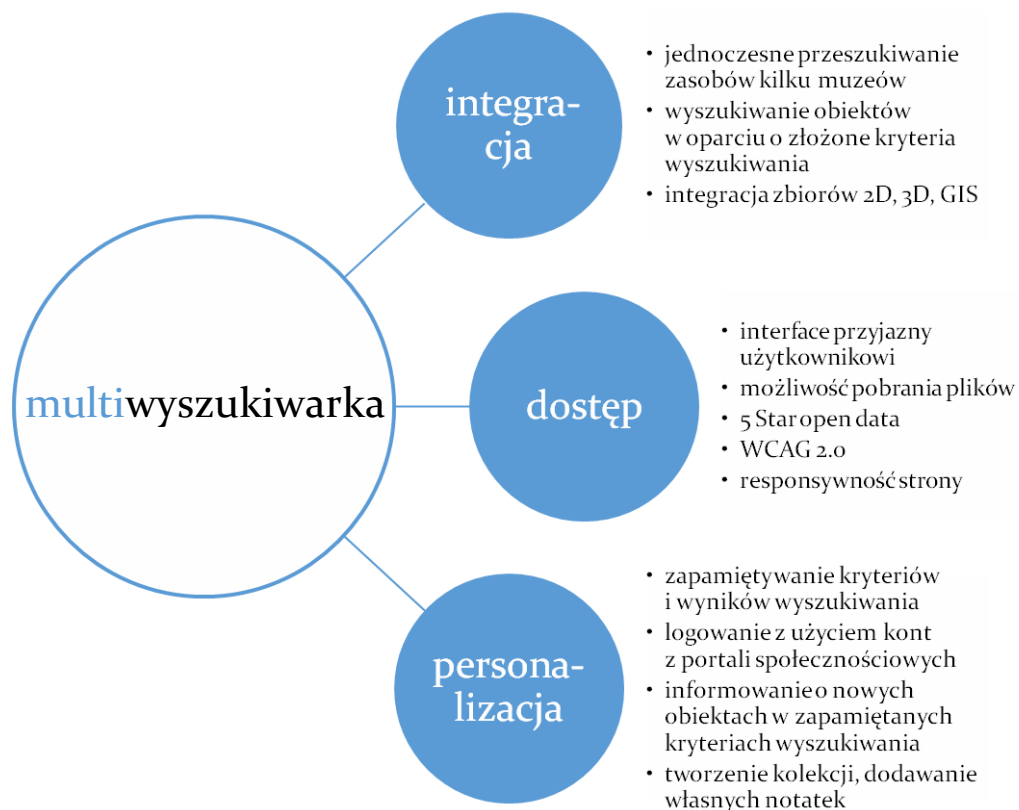 multiwyszukiwarka
integra-
cja
• jednoczesne przeszukiwanie
zasobów kilku muzeów
• wyszukiwanie obiektów
w oparciu o złożone kryteria
wyszukiwania
• integracja zbiorów 2D, 3D, GIS
dostęp
• interface przyjazny
użytkownikowi
• możliwość pobrania plików
• 5 Star open data
• WCAG 2.0
• responsywność strony
persona-
lizacja
• zapamiętywanie kryteriów
i wyników wyszukiwania
• logowanie z użyciem kont
z portali społecznościowych
• informowanie o nowych
obiektach w zapamiętanych
kryteriach wyszukiwania
• tworzenie kolekcji, dodawanie
własnych notatek